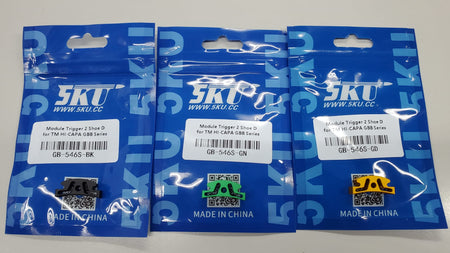 5KU
WWW.5KU.CC
Module Trigger 2 Shoe D
for TM HI-CAPA GBB Series
GB-546S-BK
MADE IN CHINA
5KU
WWW.5KU.CC
Module Trigger 2 Shoe D
for TM HI-CAPA GBB Series
GB-546S-GN
MADE IN CHINA
5KU
WWW.5KU.CC
Module Trigger 2 Shoe D
for TM HI-CAPA GBB Series
GB-546S-GD
MADE IN CHINA